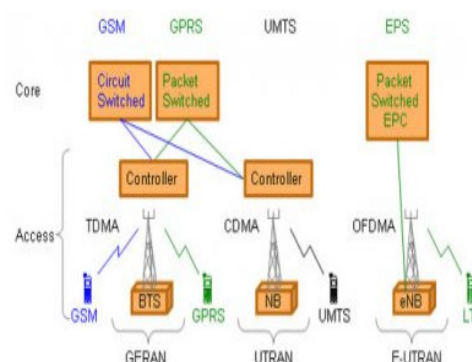 GSM GPRS UMTS EPS
Core
Circuit
Switched
Packet
Switched
Packet
Switched
EPC
Controller Controller
Access
TDMA CDMA OFDMA
BTS NB eNB
GSM GPRS UMTS LT
GERAN UTRAN E-UTRAN